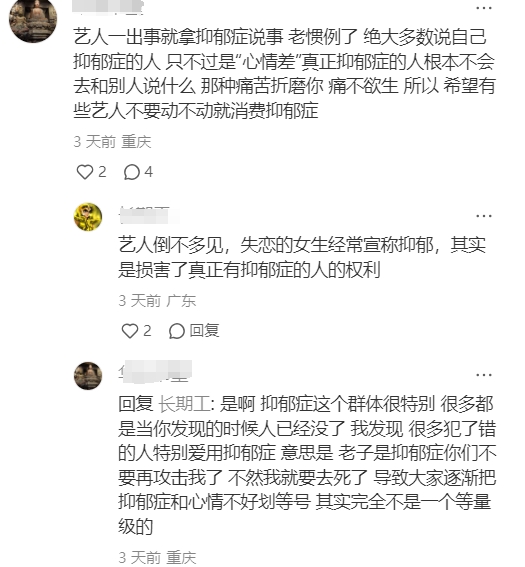 艺人一出事就拿抑郁症说事 老惯例了 绝大多数说自己
抑郁症的人 只不过是“心情差”真正抑郁症的人根本不会
去和别人说什么 那种痛苦折磨你 痛不欲生 所以 希望有
些艺人不要动不动就消费抑郁症
3 天前 重庆
2 4
艺人倒不多见，失恋的女生经常宣称抑郁，其实
是损害了真正有抑郁症的人的权利
3 天前 广东
2 回复
回复 长期工: 是啊 抑郁症这个群体很特别 很多都
是当你发现的时候人已经没了 我发现 很多犯了错
的人特别爱用抑郁症 意思是 老子是抑郁症你们不
要再攻击我了 不然我就要去死了 导致大家逐渐把
抑郁症和心情不好划等号 其实完全不是一个等量
级的
3 天前 重庆